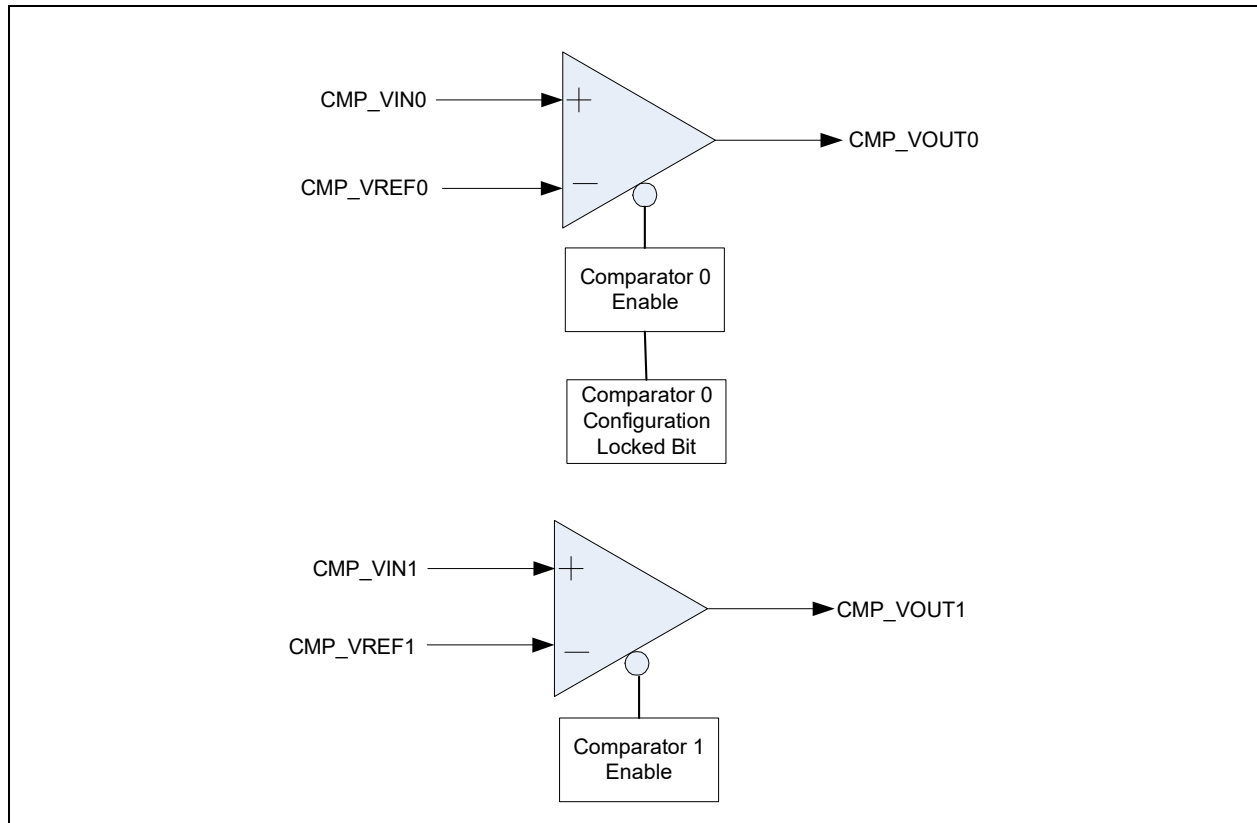 CMP_VIN0
+
CMP_VOUT0
CMP_VREF0
—
Comparator 0
Enable
Comparator 0
Configuration
Locked Bit
CMP_VIN1
+
CMP_VOUT1
CMP_VREF1
—
Comparator 1
Enable